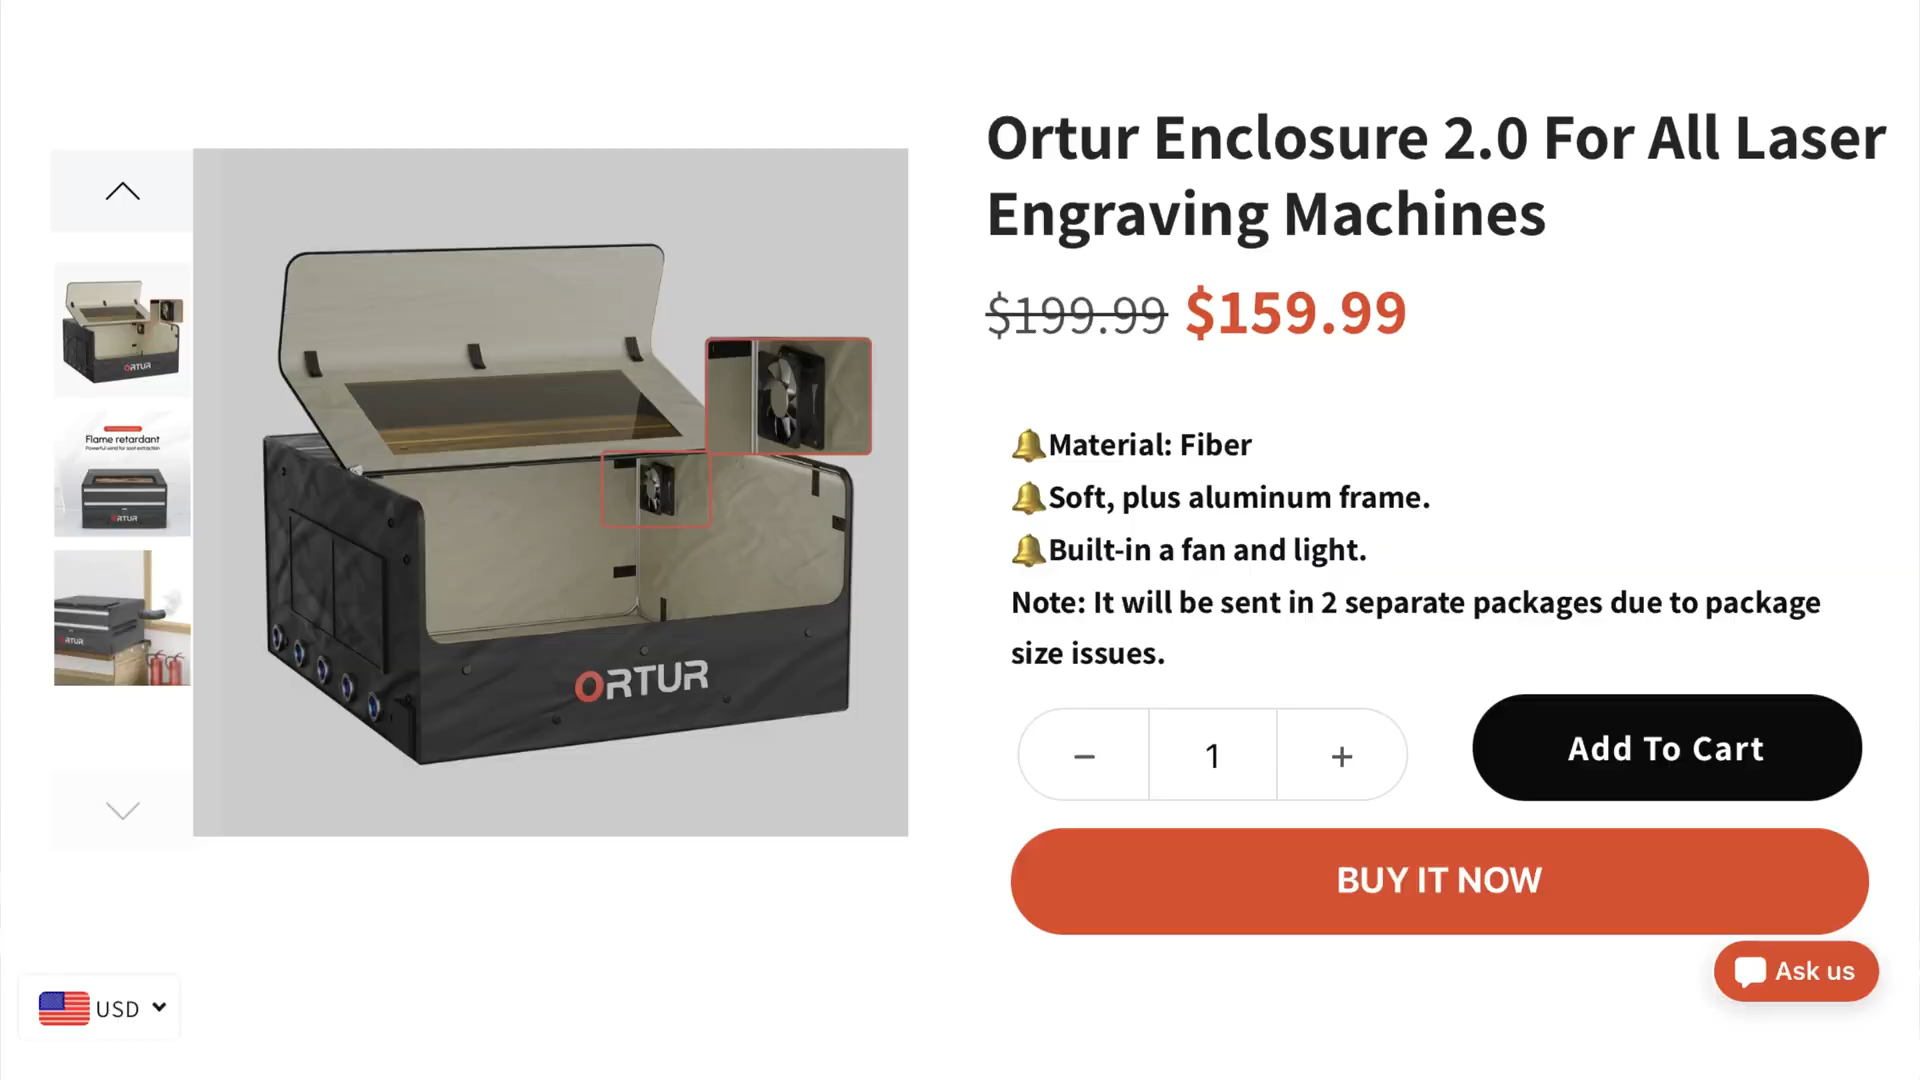 Ortur Enclosure 2.0 For All Laser
Engraving Machines
$199.99 $159.99
ORTUR
Flame retardant
ORTUR
ORTUR
ORTUR
Material: Fiber
Soft, plus aluminum frame.
Built-in a fan and light.
Note: It will be sent in 2 separate packages due to package
size issues.
− 1 +
Add To Cart
BUY IT NOW
Ask us
USD